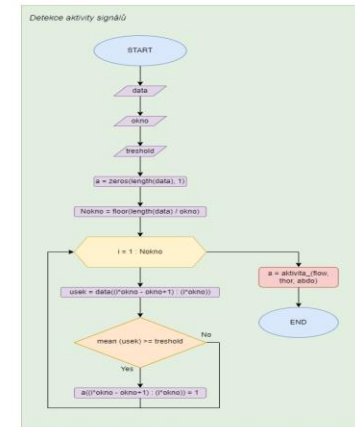 Detekce aktivity signálů
START
data
okno
treshold
a = zeros(length(data), 1)
Nokno = floor(length(data) / okno)
i = 1 : Nokno
usek = data((i*okno - okno+1) : (i*okno))
mean (usek) >= treshold
No
Yes
a((i*okno - okno+1) : (i*okno)) = 1
a = aktivita_(flow,
thor, abdo)
END